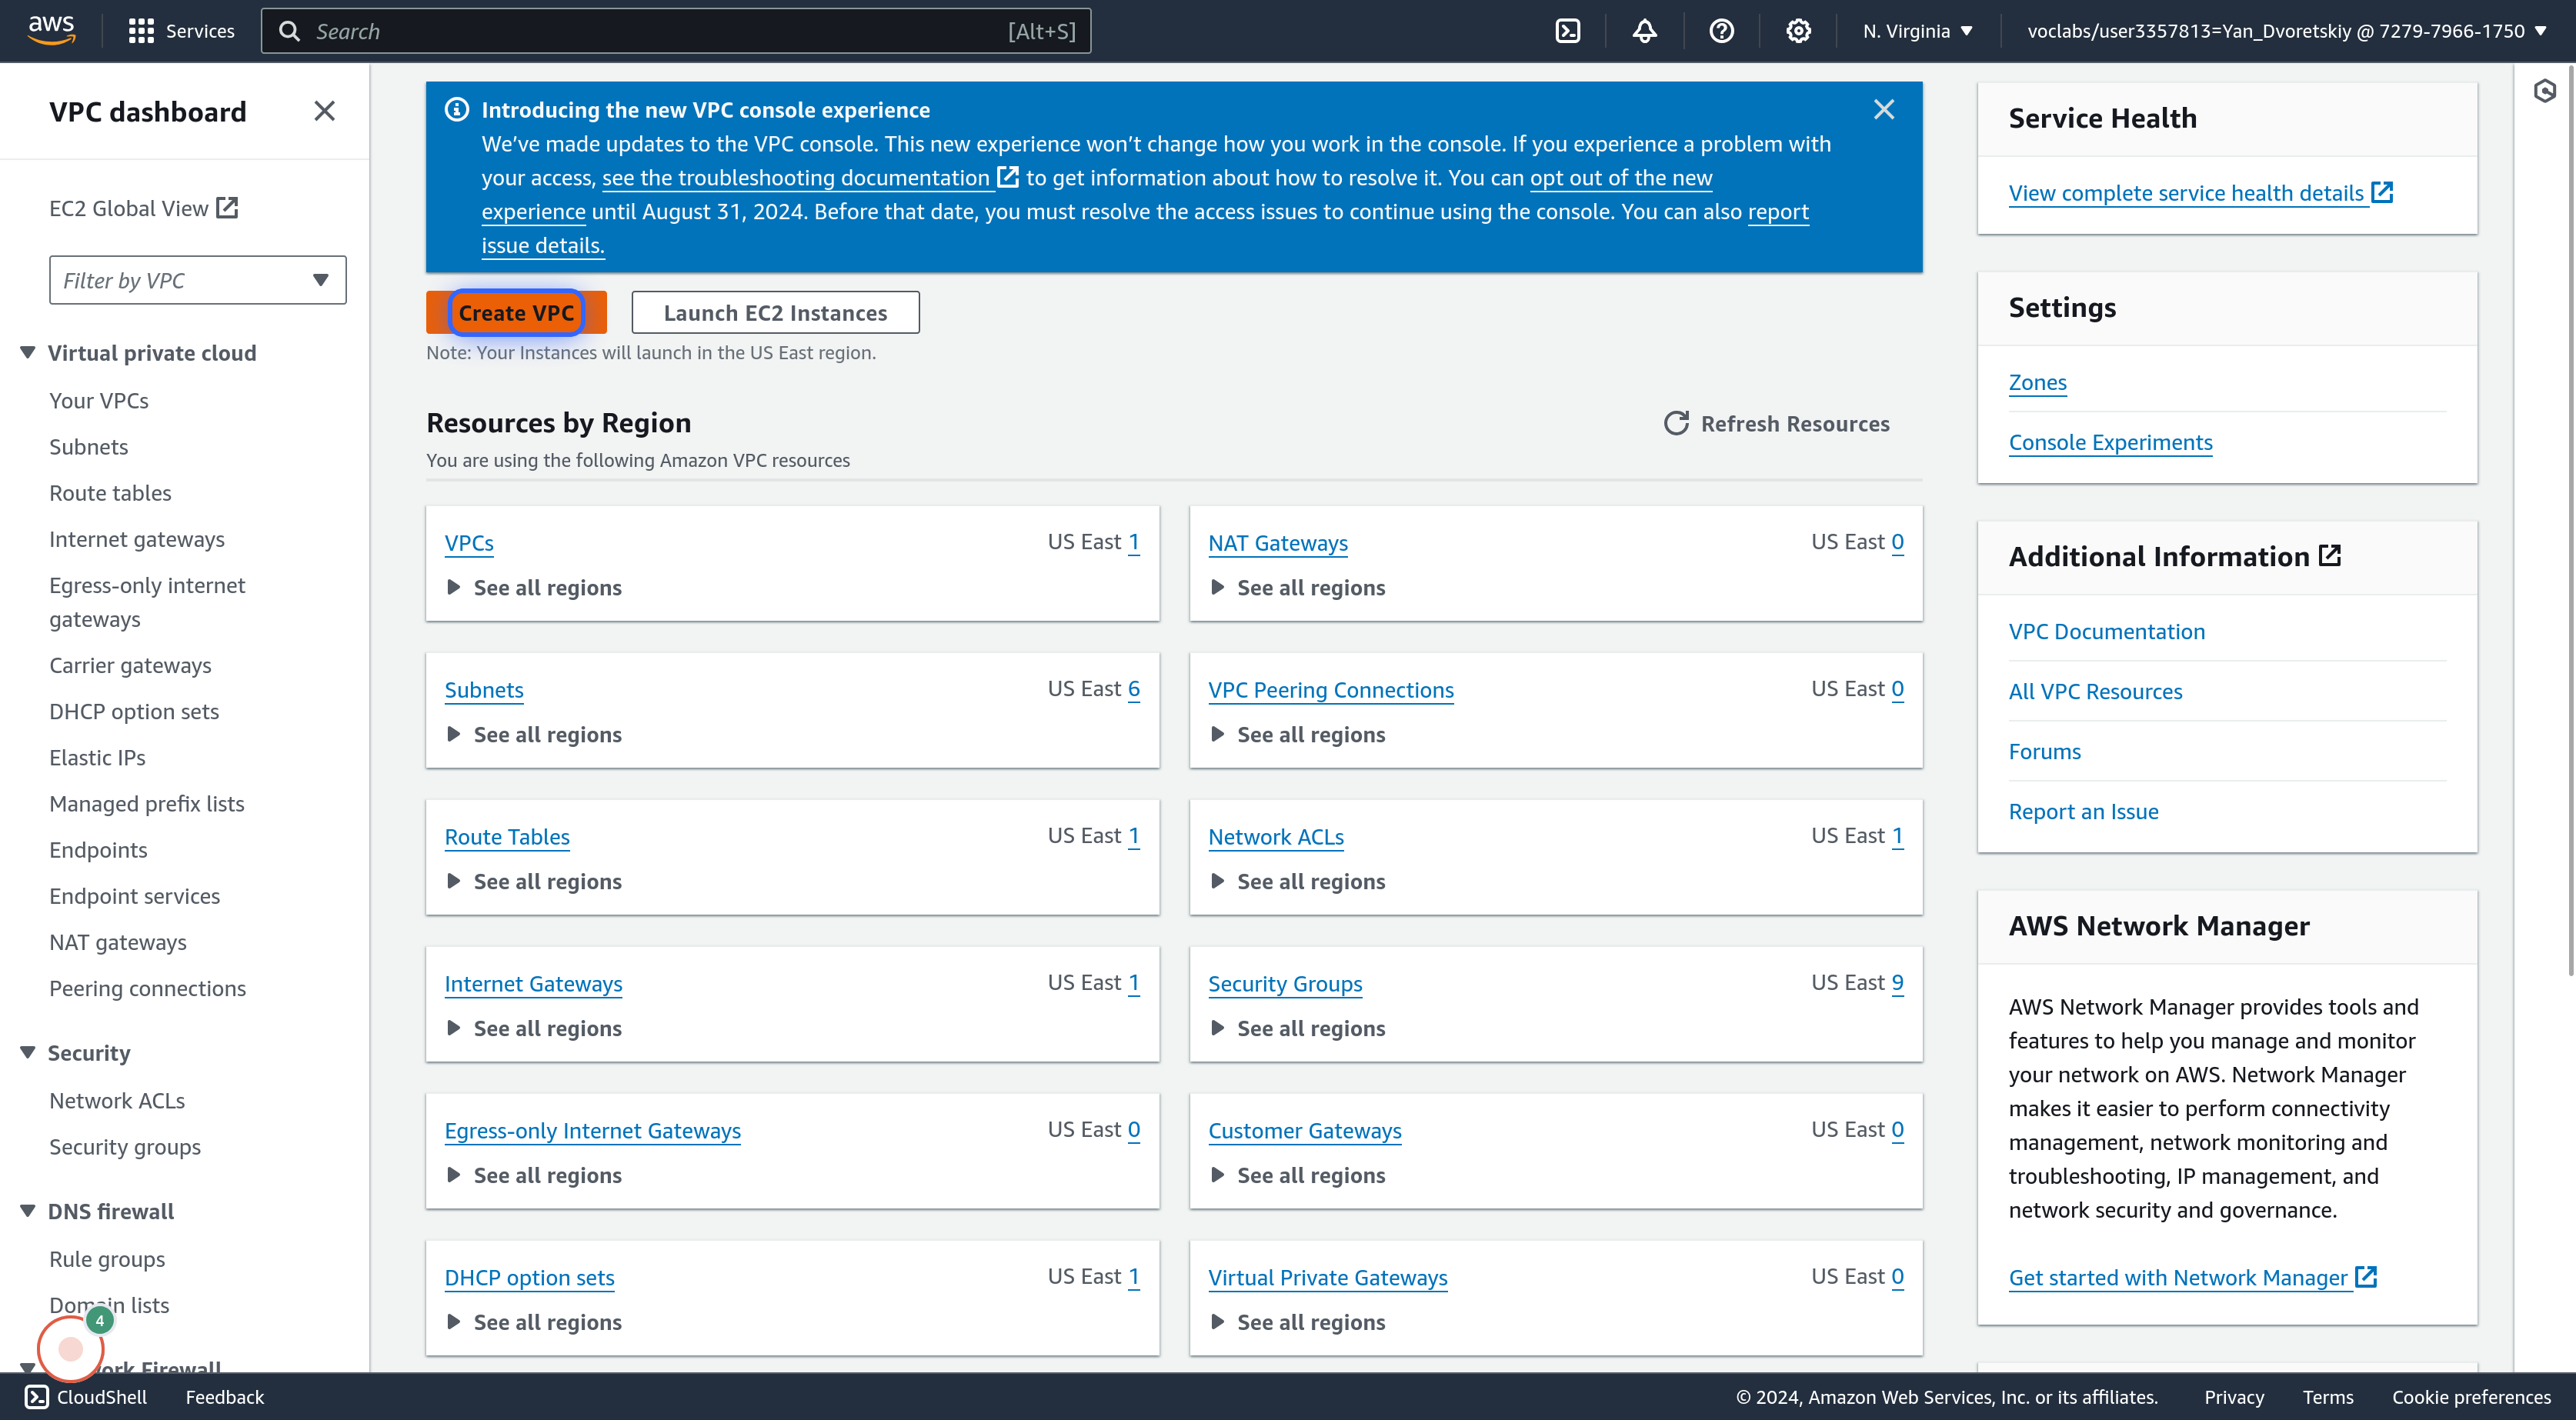 aws
Services
Search
[Alt+S]
N. Virginia
voclabs/user3357813=Yan_Dvoretskiy @ 7279-7966-1750
VPC dashboard
EC2 Global View
Filter by VPC
Virtual private cloud
Your VPCs
Subnets
Route tables
Internet gateways
Egress-only internet
gateways
Carrier gateways
DHCP option sets
Elastic IPs
Managed prefix lists
Endpoints
Endpoint services
NAT gateways
Peering connections
Security
Network ACLs
Security groups
DNS firewall
Rule groups
Domain lists
4
Firewall
Introducing the new VPC console experience
We've made updates to the VPC console. This new experience won't change how you work in the console. If you experience a problem with
your access, see the troubleshooting documentation to get information about how to resolve it. You can opt out of the new
experience until August 31, 2024. Before that date, you must resolve the access issues to continue using the console. You can also report
issue details.
Create VPC
Launch EC2 Instances
Note: Your Instances will launch in the US East region.
Resources by Region
Refresh Resources
You are using the following Amazon VPC resources
VPCs
US East 1
See all regions
NAT Gateways
US East 0
See all regions
Subnets
US East 6
See all regions
VPC Peering Connections
US East 0
See all regions
Route Tables
US East 1
See all regions
Network ACLs
US East 1
See all regions
Internet Gateways
US East 1
See all regions
Security Groups
US East 9
See all regions
Egress-only Internet Gateways
US East 0
See all regions
Customer Gateways
US East 0
See all regions
DHCP option sets
US East 1
See all regions
Virtual Private Gateways
US East 0
See all regions
Service Health
View complete service health details
Settings
Zones
Console Experiments
Additional Information
VPC Documentation
All VPC Resources
Forums
Report an Issue
AWS Network Manager
AWS Network Manager provides tools and
features to help you manage and monitor
your network on AWS. Network Manager
makes it easier to perform connectivity
management, network monitoring and
troubleshooting, IP management, and
network security and governance.
Get started with Network Manager
CloudShell
Feedback
© 2024, Amazon Web Services, Inc. or its affiliates.
Privacy
Terms
Cookie preferences